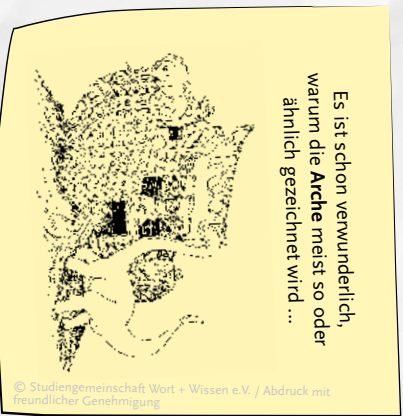 Es ist schon verwunderlich,
warum die Arche meist so oder
ähnlich gezeichnet wird ...
© Studiengemeinschaft Wort + Wissen e.V. / Abdruck mit
freundlicher Genehmigung